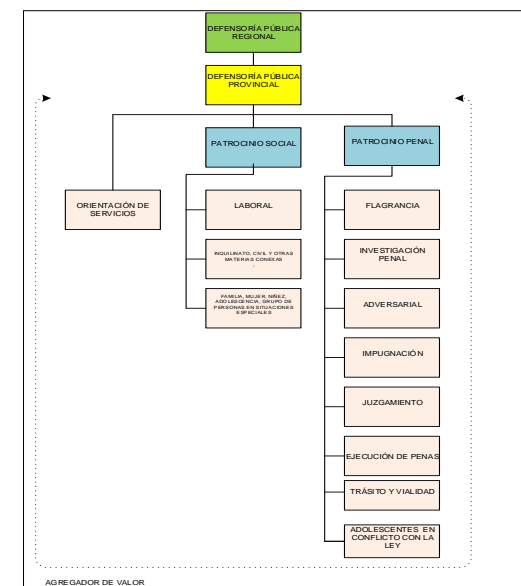 DEFENSORÍA PÚBLICA
REGIONAL
DEFENSORÍA PÚBLICA
PROVINCIAL
PATROCINIO SOCIAL
PATROCINIO PENAL
ORIENTACIÓN DE
SERVICIOS
LABORAL
INQUILINATO, CIVIL Y OTRAS
MATERIAS CONEXAS
FAMILIA, MUJER, NIÑEZ,
ADOLESCENCIA, GRUPO DE
PERSONAS EN SITUACIONES
ESPECIALES
FLAGRANCIA
INVESTIGACIÓN
PENAL
ADVERSARIAL
IMPUGNACIÓN
JUZGAMIENTO
EJECUCIÓN DE PENAS
TRÁSITO Y VIALIDAD
ADOLESCENTES EN
CONFLICTO CON LA
LEY
AGREGADOR DE VALOR